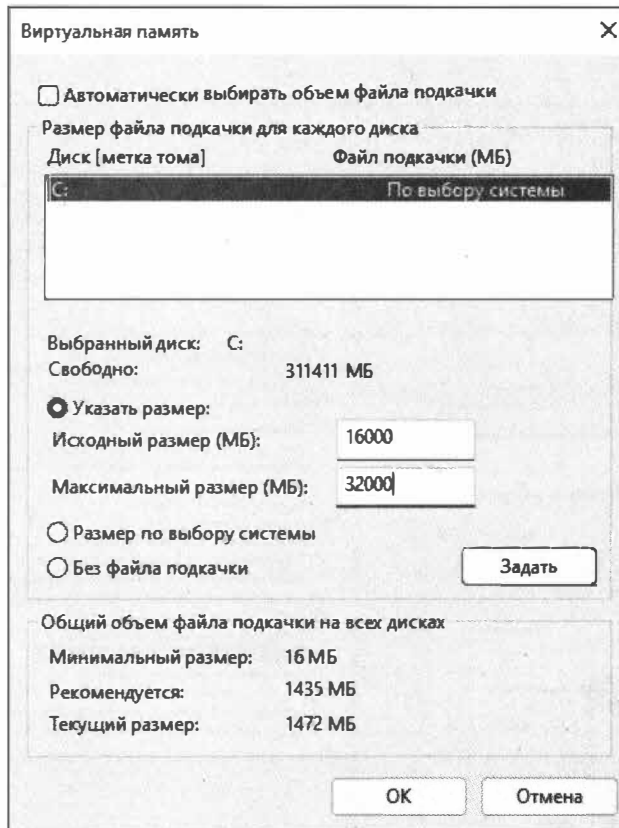 Виртуальная память
Автоматически выбирать объем файла подкачки
Размер файла подкачки для каждого диска
Диск [метка тома] Файл подкачки (МБ)
C: По выбору системы
Выбранный диск: C:
Свободно: 311411 МБ
Указать размер:
Исходный размер (МБ): 16000
Максимальный размер (МБ): 32000
Размер по выбору системы
Без файла подкачки Задать
Общий объем файла подкачки на всех дисках
Минимальный размер: 16 МБ
Рекомендуется: 1435 МБ
Текущий размер: 1472 МБ
ОК Отмена